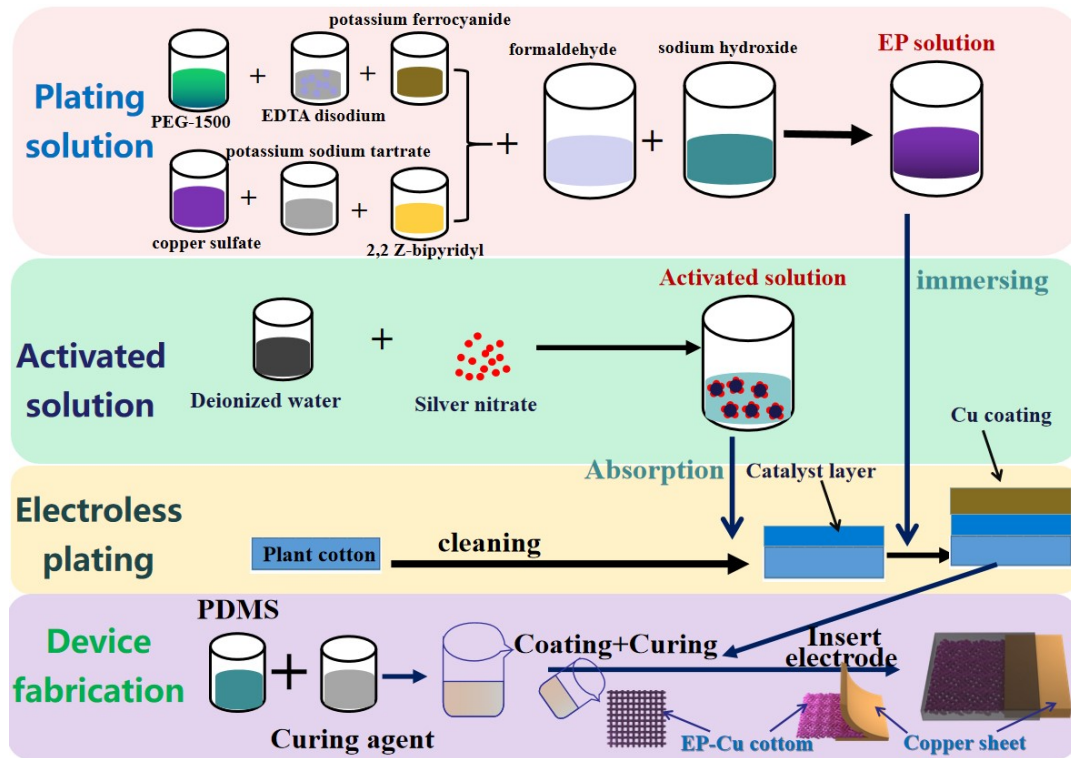 Plating
solution
potassium ferrocyanide
PEG-1500
EDTA disodium
potassium sodium tartrate
copper sulfate
2,2 Z-bipyridyl
formaldehyde
sodium hydroxide
EP solution
immersing
Activated
solution
Deionized water
Silver nitrate
Activated solution
Absorption
Electroless
plating
Plant cotton
cleaning
Catalyst layer
Cu coating
Device
fabrication
PDMS
Curing agent
Coating+Curing
Insert
electrode
EP-Cu cottom
Copper sheet